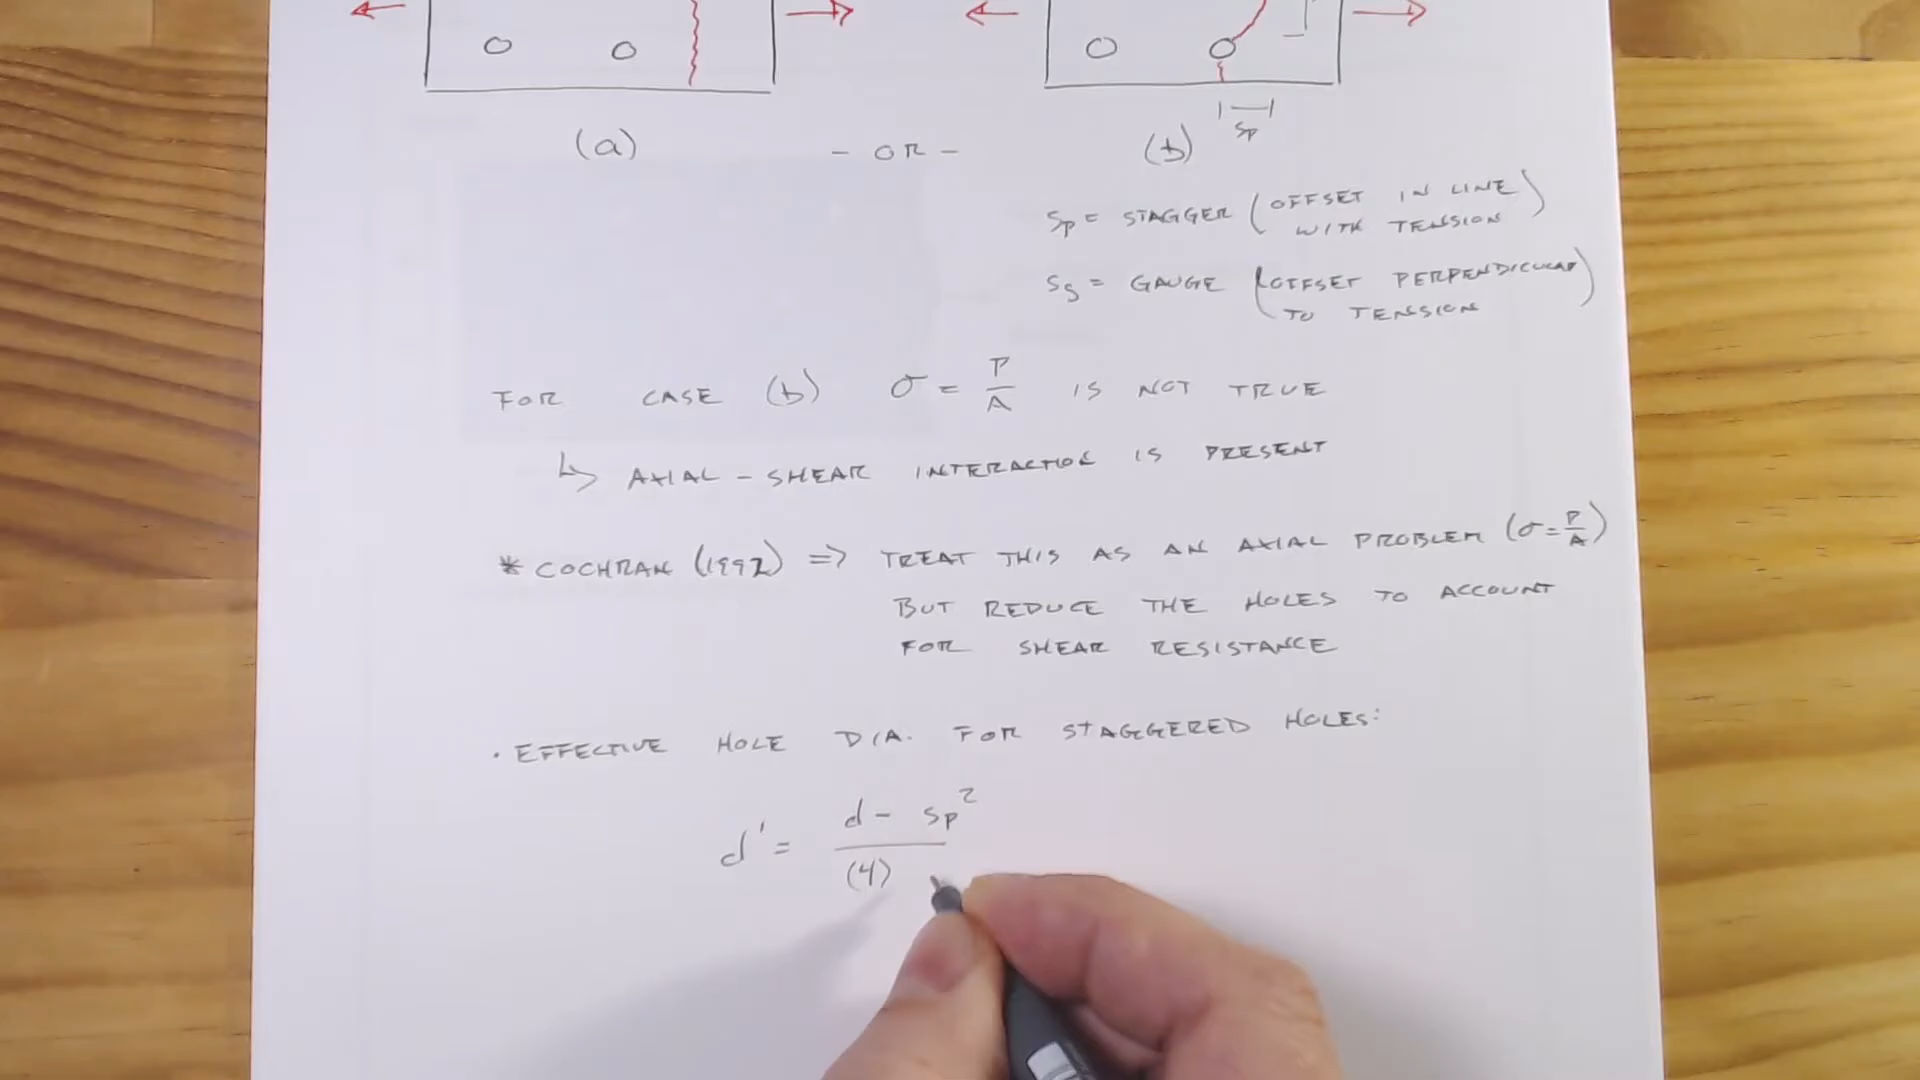 (a) - OR - (b) Sp
Sp = STAGGER (OFFSET IN LINE
WITH TENSION)
Sg = GAUGE (OFFSET PERPENDICULAR
TO TENSION)
FOR CASE (b) σ = P/A IS NOT TRUE
↳ AXIAL - SHEAR INTERACTION IS PRESENT
* COCHRAN (1992) => TREAT THIS AS AN AXIAL PROBLEM (σ = P/A)
BUT REDUCE THE HOLES TO ACCOUNT
FOR SHEAR RESISTANCE
• EFFECTIVE HOLE DIA. FOR STAGGERED HOLES:
d' = d - Sp²
(4)